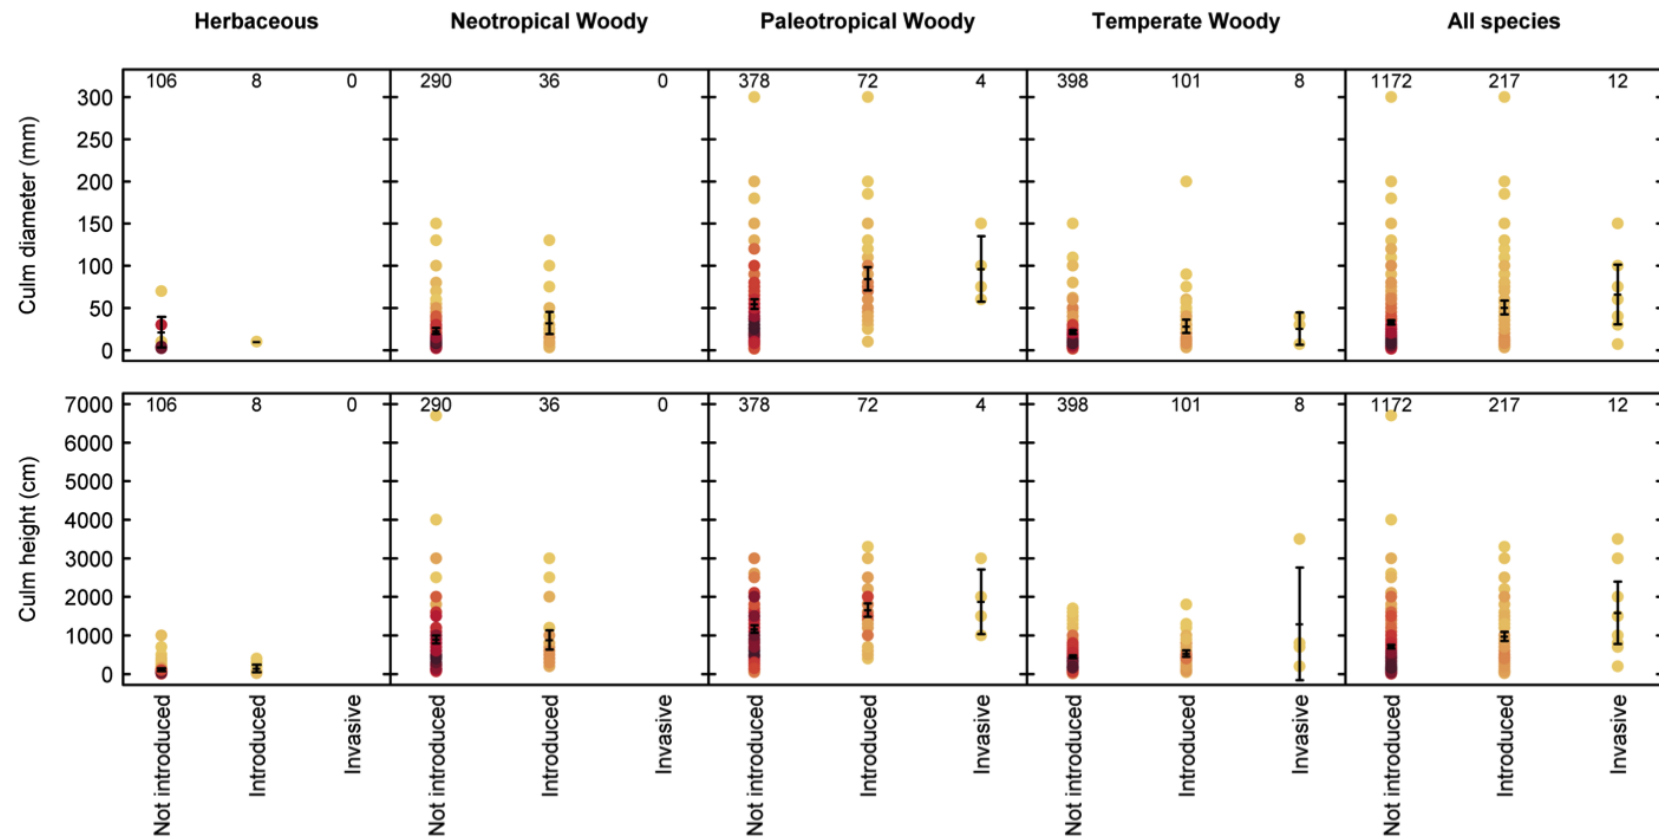 Herbaceous Neotropical Woody Paleotropical Woody Temperate Woody All species
106 8 0 290 36 0 378 72 4 398 101 8 1172 217 12
300
250
200
150
100
50
0
Culm diameter (mm)
106 8 0 290 36 0 378 72 4 398 101 8 1172 217 12
7000
6000
5000
4000
3000
2000
1000
0
Culm height (cm)
Not introduced
Introduced
Invasive
Not introduced
Introduced
Invasive
Not introduced
Introduced
Invasive
Not introduced
Introduced
Invasive
Not introduced
Introduced
Invasive